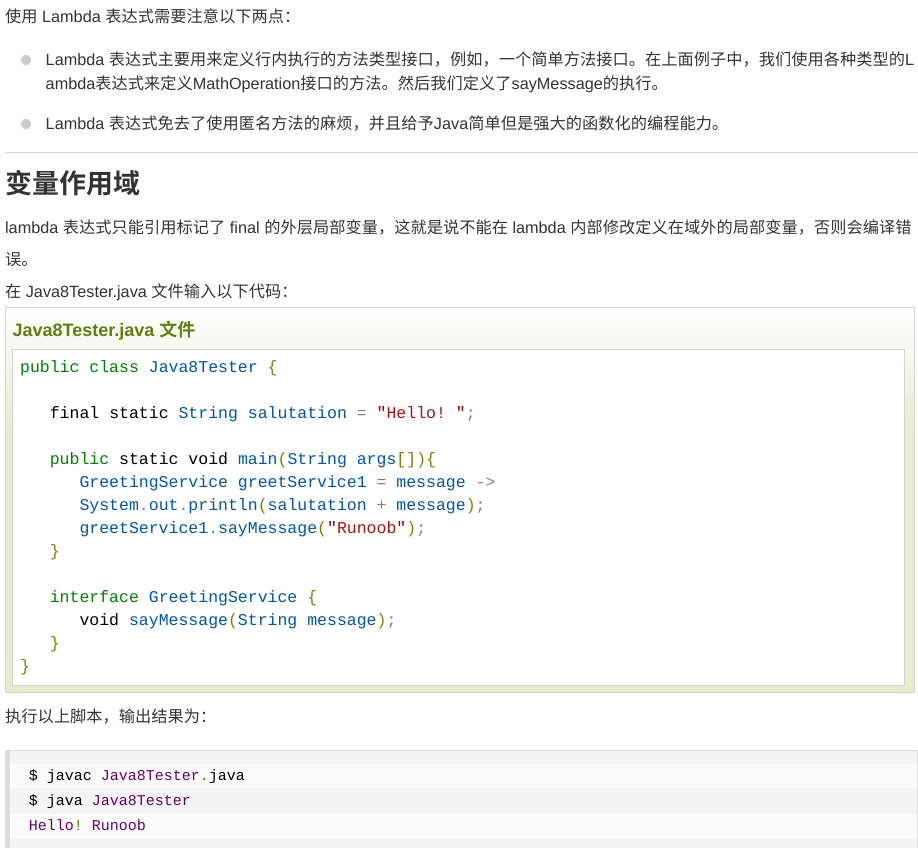 使用 Lambda 表达式需要注意以下两点：
Lambda 表达式主要用来定义行内执行的方法类型接口，例如，一个简单方法接口。在上面例子中，我们使用各种类型的L
ambda表达式来定义MathOperation接口的方法。然后我们定义了sayMessage的执行。
Lambda 表达式免去了使用匿名方法的麻烦，并且给予Java简单但是强大的函数化的编程能力。
变量作用域
lambda 表达式只能引用标记了 final 的外层局部变量，这就是说不能在 lambda 内部修改定义在域外的局部变量，否则会编译错
误。
在 Java8Tester.java 文件输入以下代码：
Java8Tester.java 文件
public class Java8Tester {
final static String salutation = "Hello! ";
public static void main(String args[]){
GreetingService greetService1 = message ->
System.out.println(salutation + message);
greetService1.sayMessage("Runoob");
}
interface GreetingService {
void sayMessage(String message);
}
}
执行以上脚本，输出结果为：
$ javac Java8Tester.java
$ java Java8Tester
Hello! Runoob